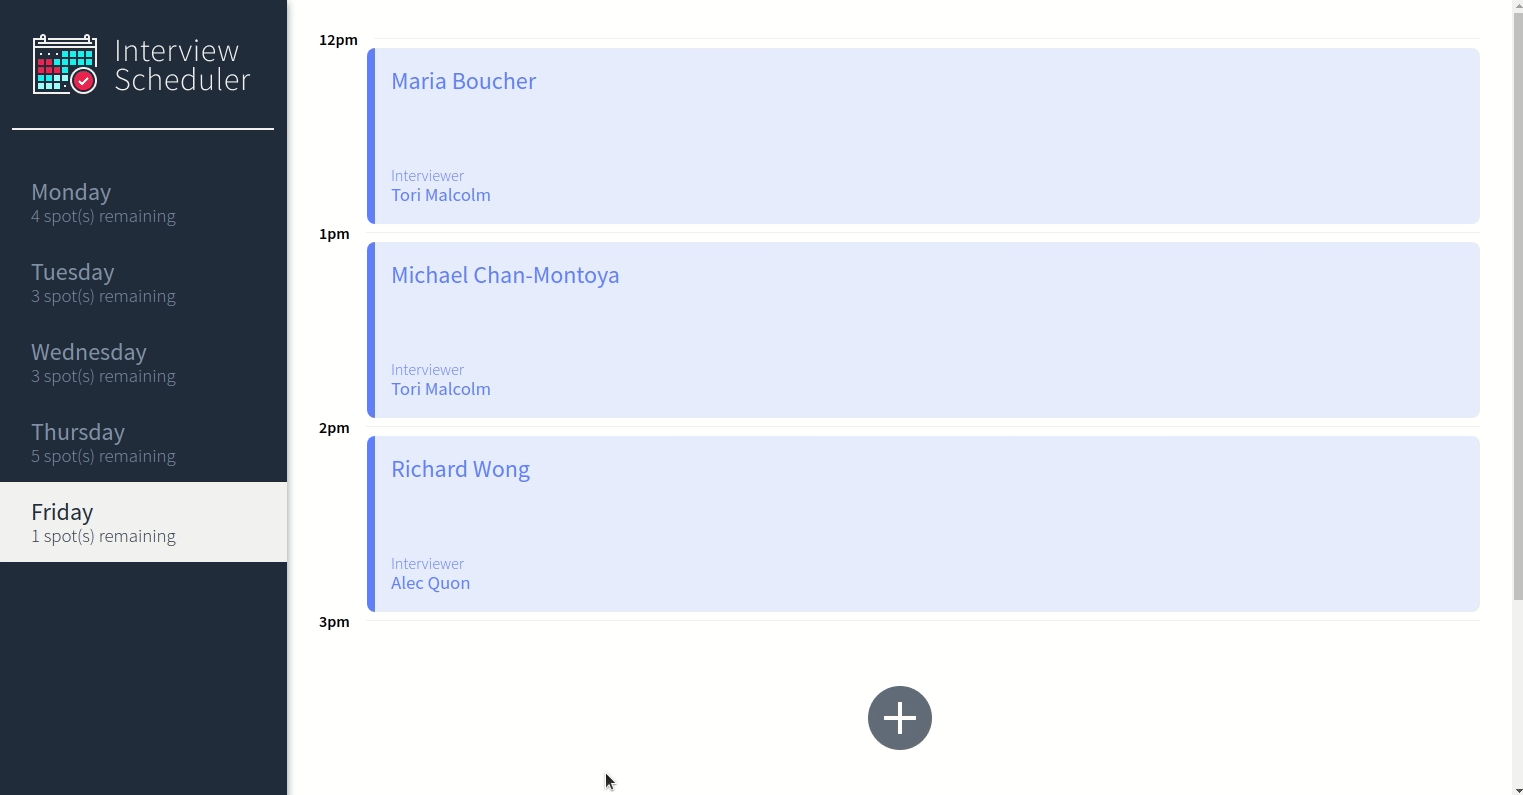 Interview
Scheduler
Monday
4 spot(s) remaining
Tuesday
3 spot(s) remaining
Wednesday
3 spot(s) remaining
Thursday
5 spot(s) remaining
Friday
1 spot(s) remaining
12pm
Maria Boucher
Interviewer
Tori Malcolm
1pm
Michael Chan-Montoya
Interviewer
Tori Malcolm
2pm
Richard Wong
Interviewer
Alec Quon
3pm